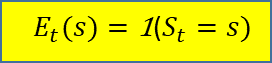 E_t(s) = 1(S_t = s)